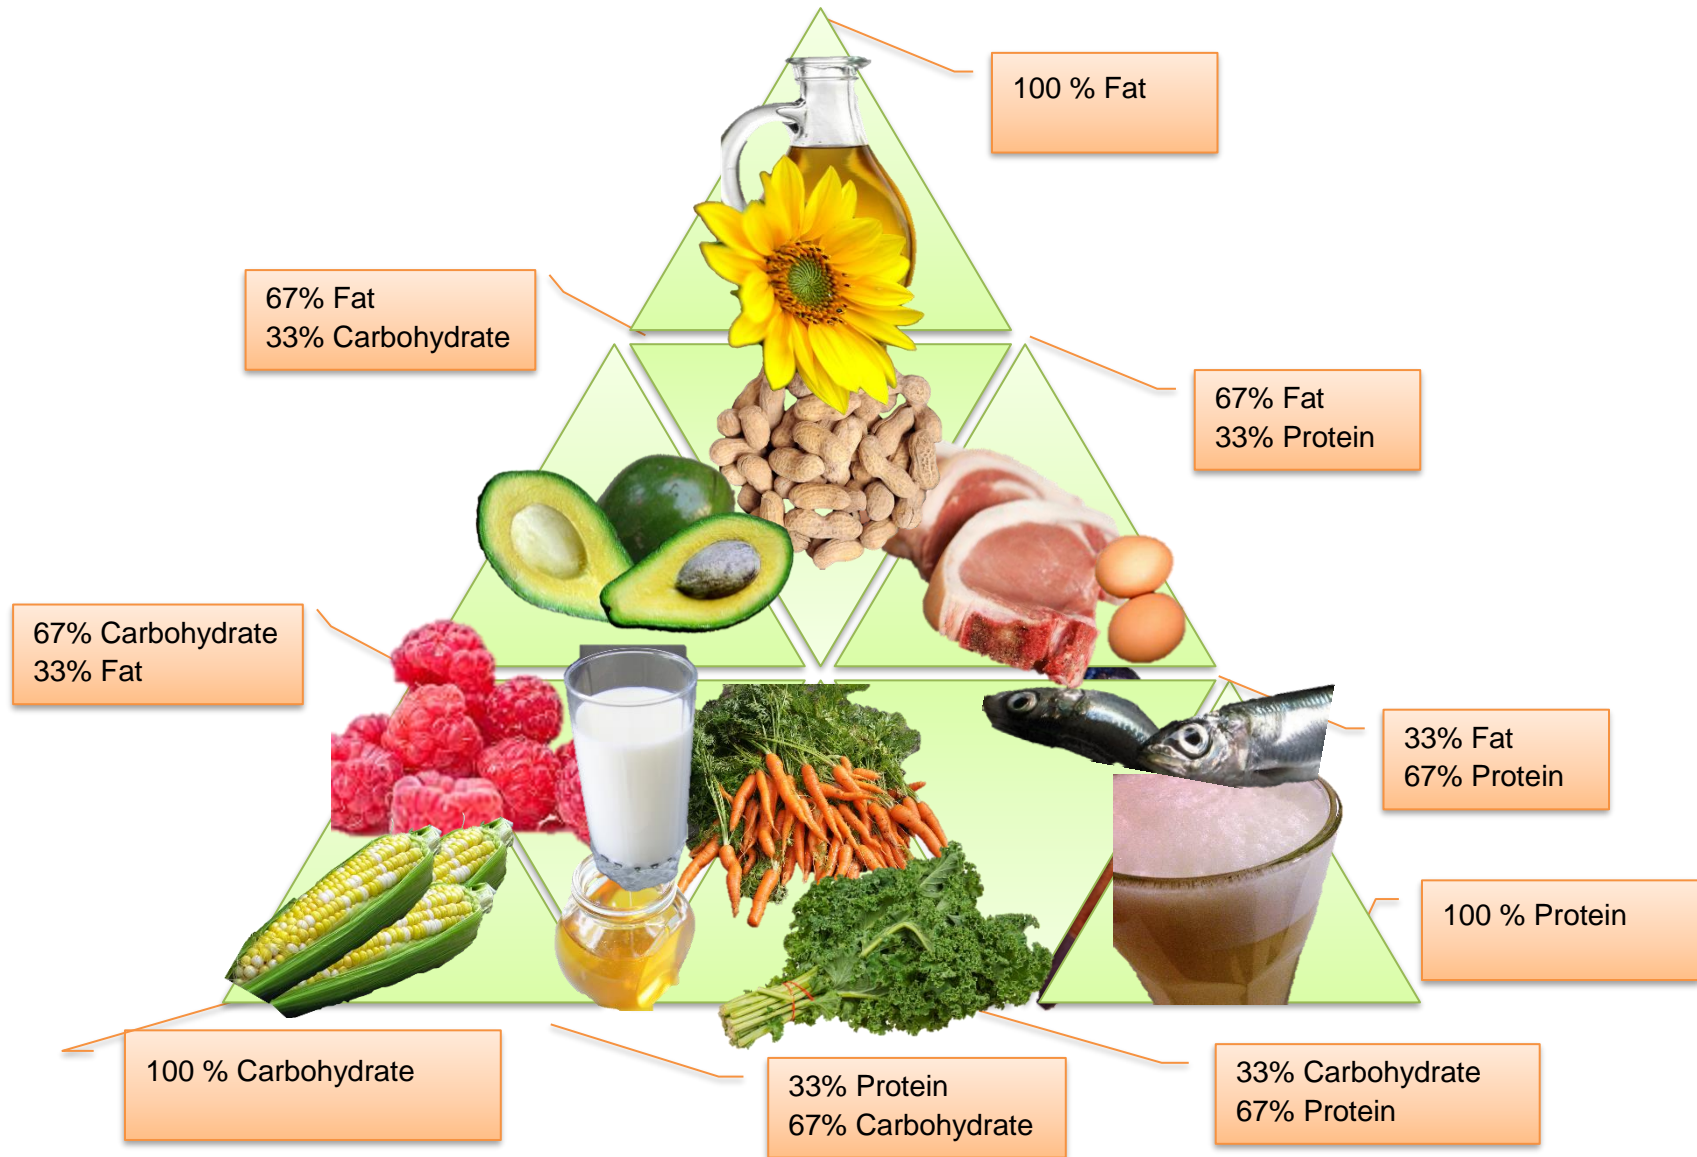 100 % Fat
67% Fat
33% Carbohydrate
67% Fat
33% Protein
67% Carbohydrate
33% Fat
33% Fat
67% Protein
100 % Protein
100 % Carbohydrate
33% Protein
67% Carbohydrate
33% Carbohydrate
67% Protein